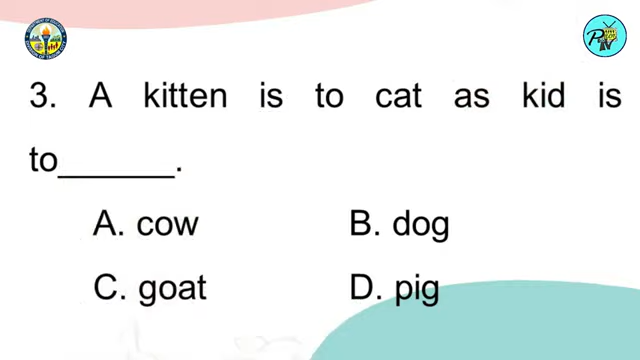 3. A kitten is to cat as kid is
to______.
A. cow B. dog
C. goat D. pig